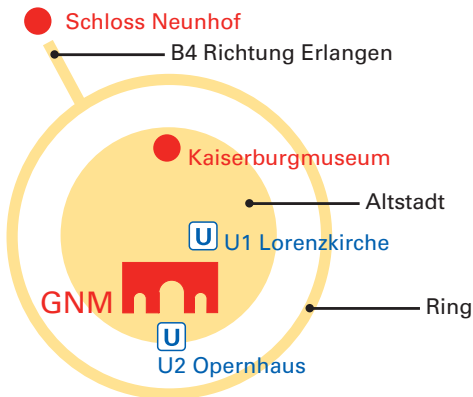 Schloss Neunhof
B4 Richtung Erlangen
Kaiserburgmuseum
Altstadt
U U1 Lorenzkirche
GNM
Ring
U
U2 Opernhaus